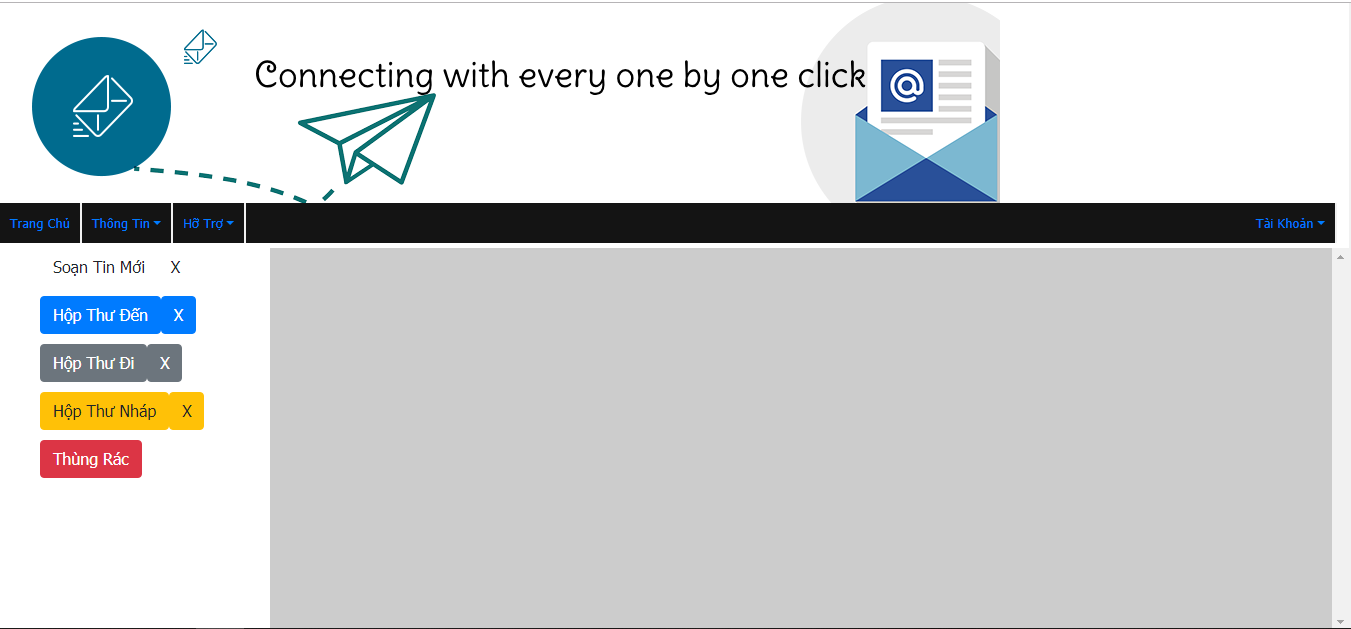 Connecting with every one by one click
@
Trang Chủ Thông Tin Hỗ Trợ Tài Khoản
Soạn Tin Mới X
Hộp Thư Đến X
Hộp Thư Đi X
Hộp Thư Nháp X
Thùng Rác